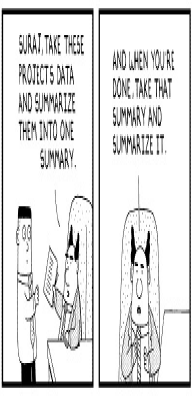 SURAJ, TAKE THESE
PROJECTS DATA
AND SUMMARIZE
THEM INTO ONE
SUMMARY.
AND WHEN YOU'RE
DONE, TAKE THAT
SUMMARY AND
SUMMARIZE IT.